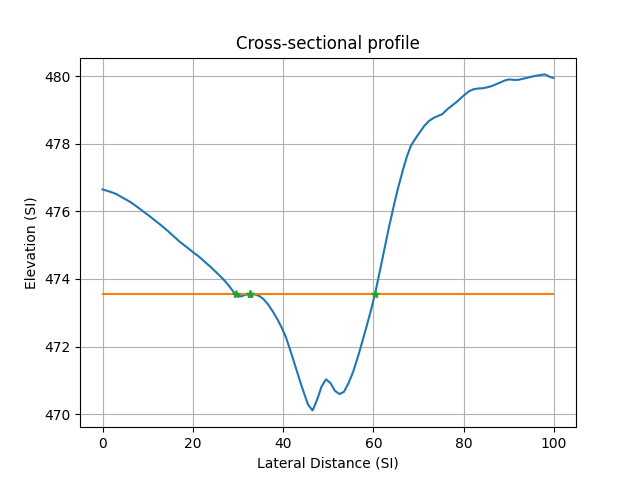 Cross-sectional profile
480
478
476
474
472
470
Elevation (SI)
0 20 40 60 80 100
Lateral Distance (SI)